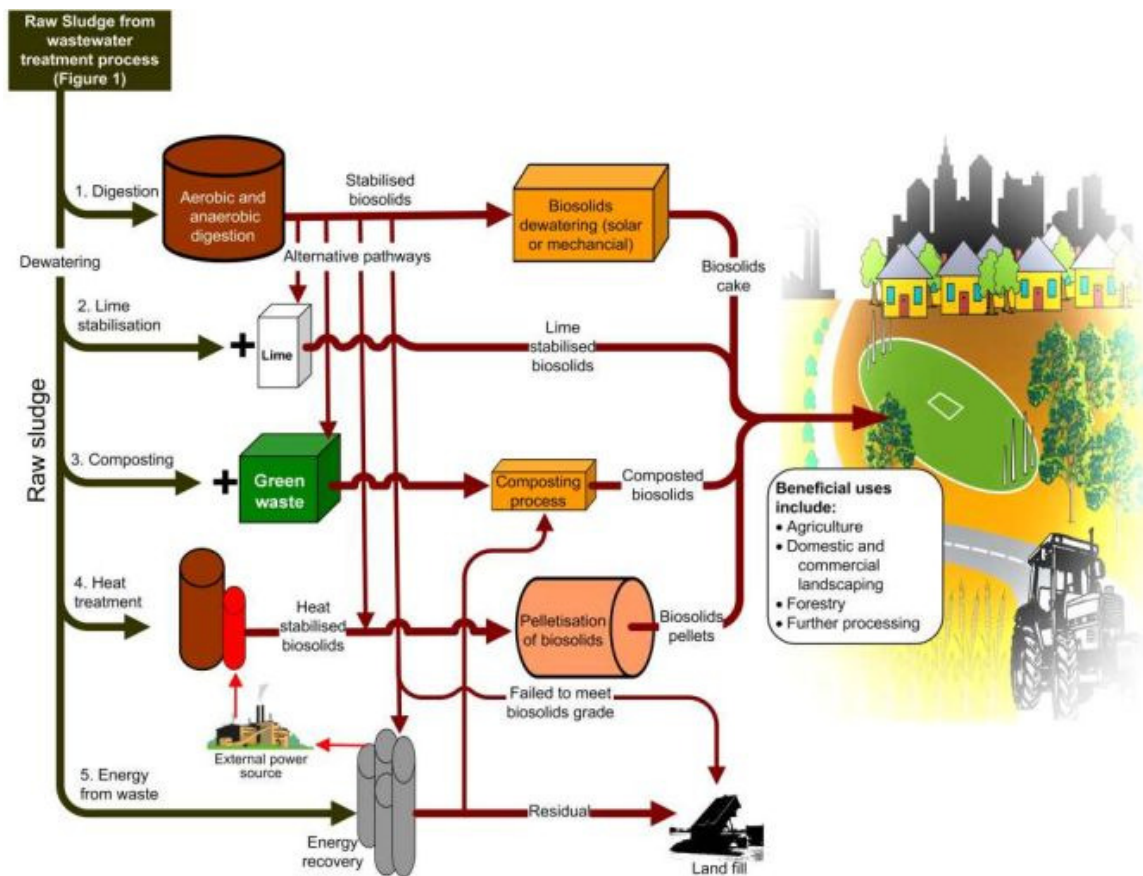 Raw Sludge from
wastewater
treatment process
(Figure 1)
1. Digestion
Aerobic and
anaerobic
digestion
Stabilised
biosolids
Alternative pathways
Biosolids
dewatering (solar
or mechancial)
Biosolids
cake
Dewatering
2. Lime
stabilisation
+
Lime
Lime
stabilised
biosolids
Raw sludge
3. Composting
+
Green
waste
Composting
process
Composted
biosolids
4. Heat
treatment
Heat
stabilised
biosolids
Pelletisation
of biosolids
Biosolids
pellets
Beneficial uses
include:
• Agriculture
• Domestic and
commercial
landscaping
• Forestry
• Further processing
Failed to meet
biosolids grade
External power
source
5. Energy
from waste
Energy
recovery
Residual
Land fill